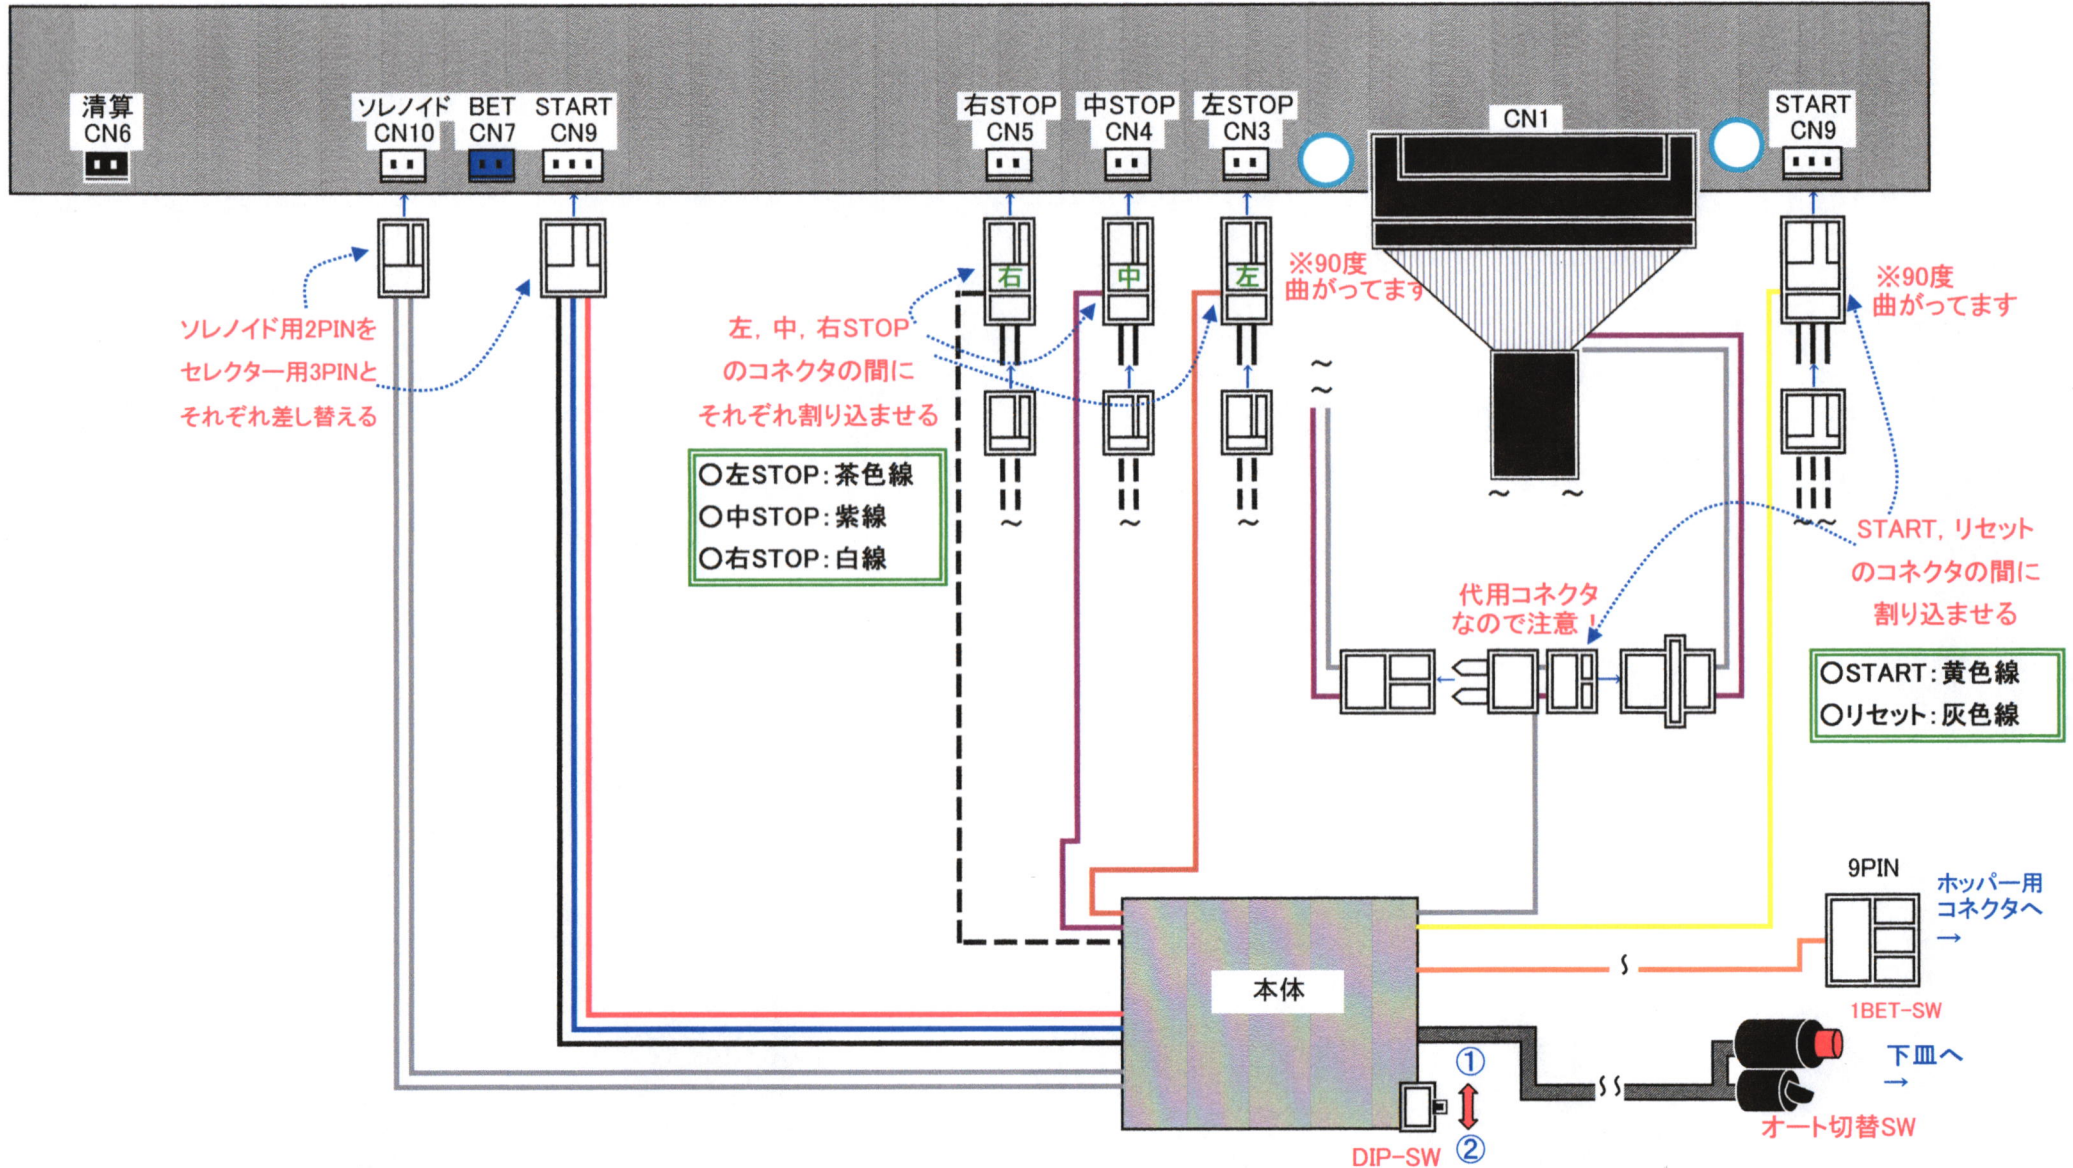 清算
CN6
ソレノイド
CN10
BET
CN7
START
CN9
右STOP
CN5
中STOP
CN4
左STOP
CN3
CN1
START
CN9
右
中
左
※90度
曲がってます
※90度
曲がってます
ソレノイド用2PINを
セレクター用3PINと
それぞれ差し替える
左, 中, 右STOP
のコネクタの間に
それぞれ割り込ませる
○左STOP:茶色線
○中STOP:紫線
○右STOP:白線
START, リセット
のコネクタの間に
割り込ませる
代用コネクタ
なので注意!
○START:黄色線
○リセット:灰色線
9PIN
ホッパー用
コネクタへ
→
本体
1BET-SW
下皿へ
→
オート切替SW
①
②
DIP-SW